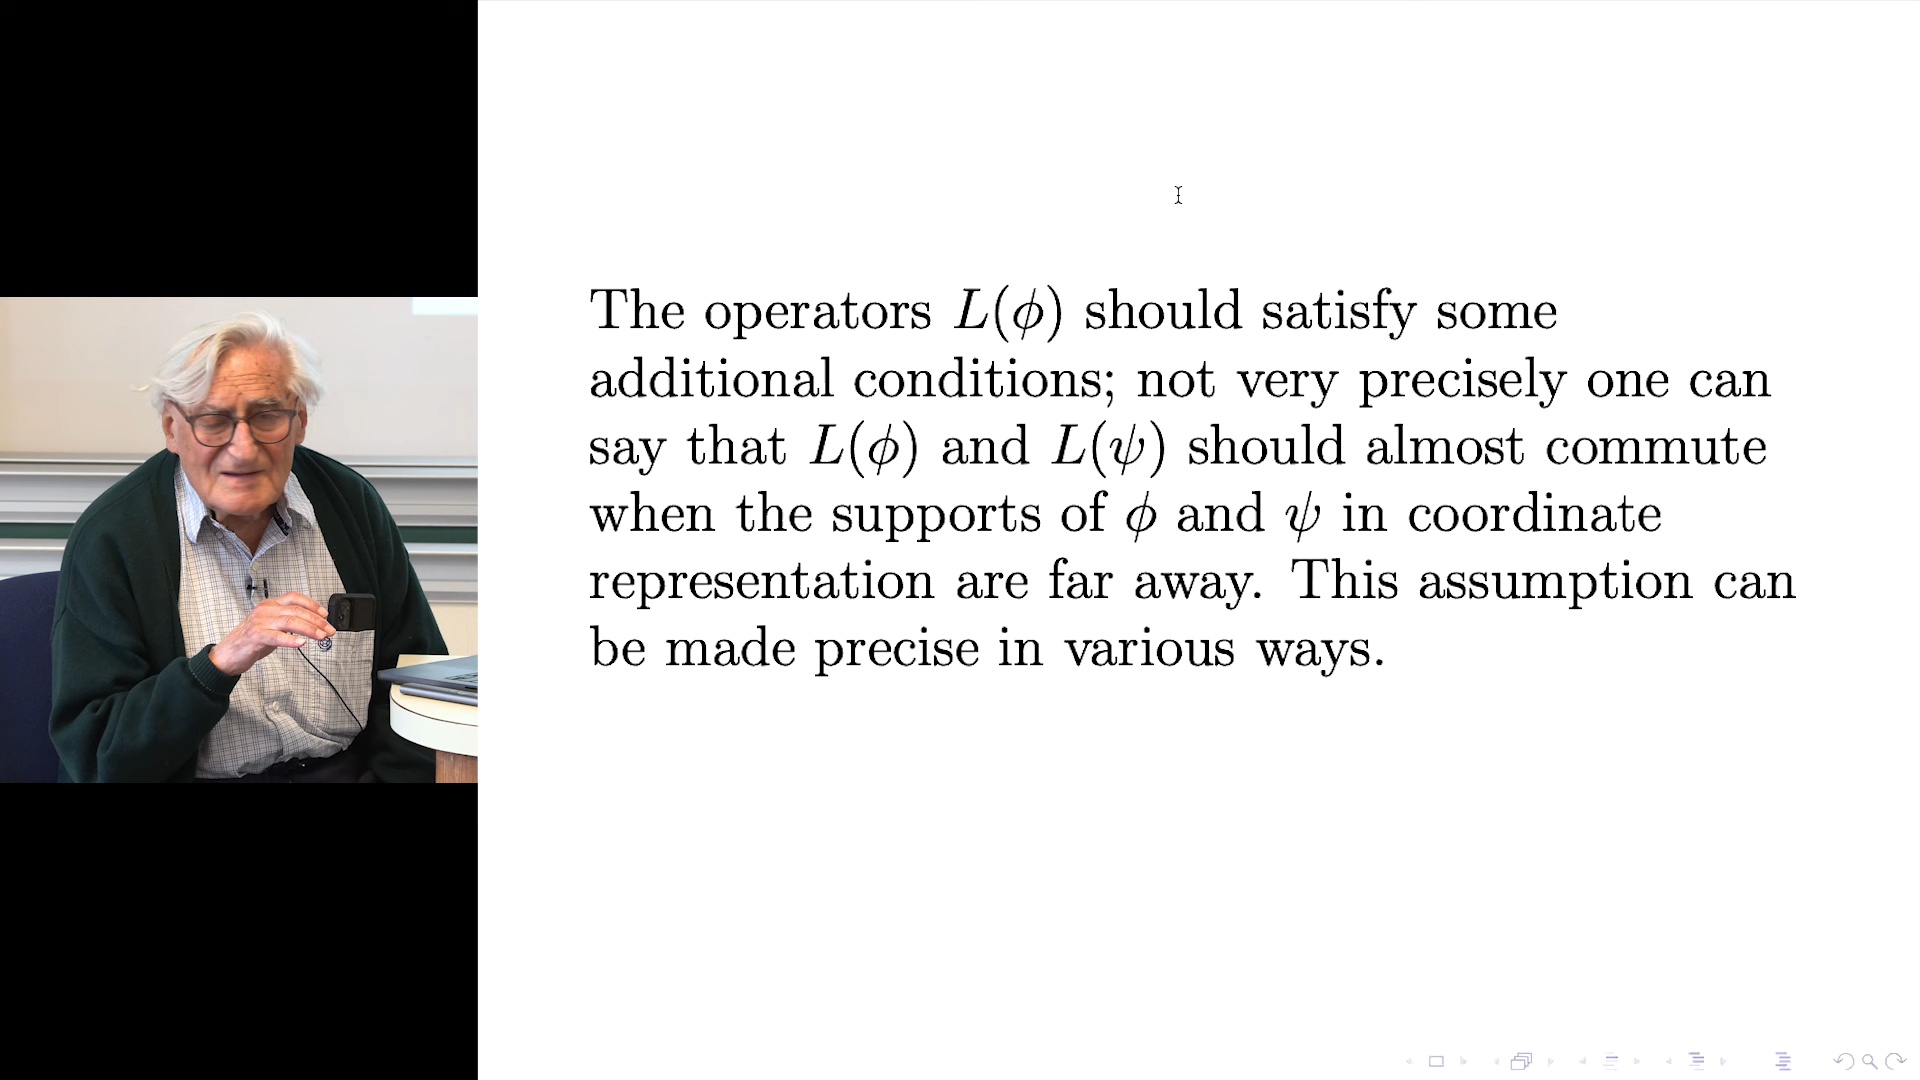 The operators L(ϕ) should satisfy some
additional conditions; not very precisely one can
say that L(ϕ) and L(ψ) should almost commute
when the supports of ϕ and ψ in coordinate
representation are far away. This assumption can
be made precise in various ways.